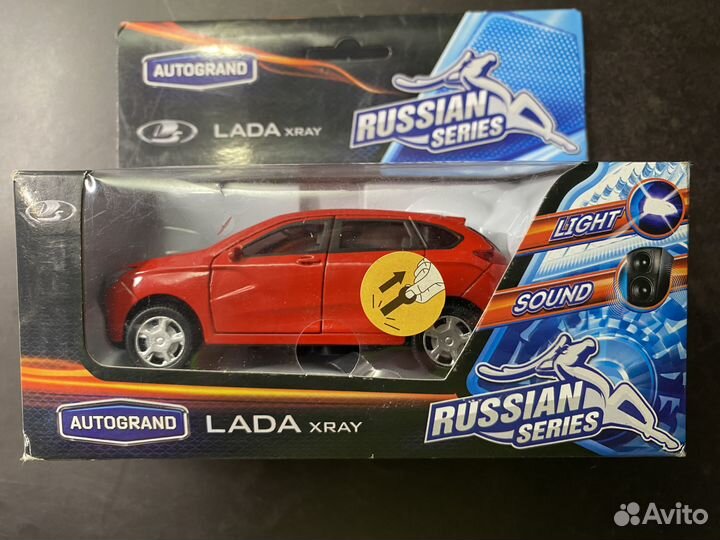 AUTOGRAND
LADA XRAY
RUSSIAN
SERIES
LIGHT
SOUND
AUTOGRAND
LADA XRAY
RUSSIAN
SERIES
Avito